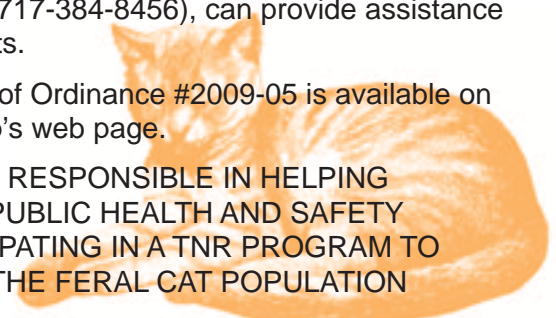 717-384-8456), can provide assistance
ts.
of Ordinance #2009-05 is available on
o's web page.
RESPONSIBLE IN HELPING
PUBLIC HEALTH AND SAFETY
PATING IN A TNR PROGRAM TO
THE FERAL CAT POPULATION